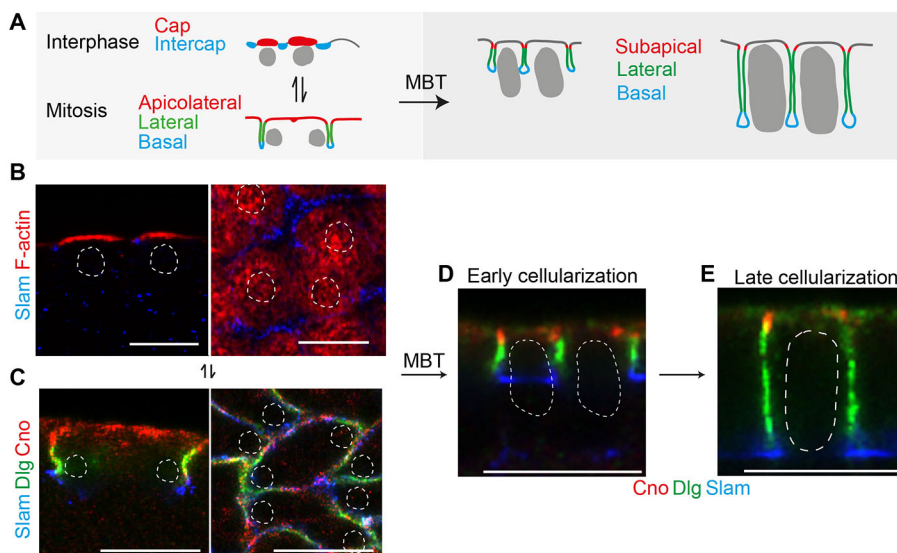 A
Interphase
Cap
Intercap
Mitosis
Apicolateral
Lateral
Basal
MBT
Subapical
Lateral
Basal
B
Slam F-actin
C
Slam Dlg Cno
MBT
D
Early cellularization
E
Late cellularization
Cno Dlg Slam